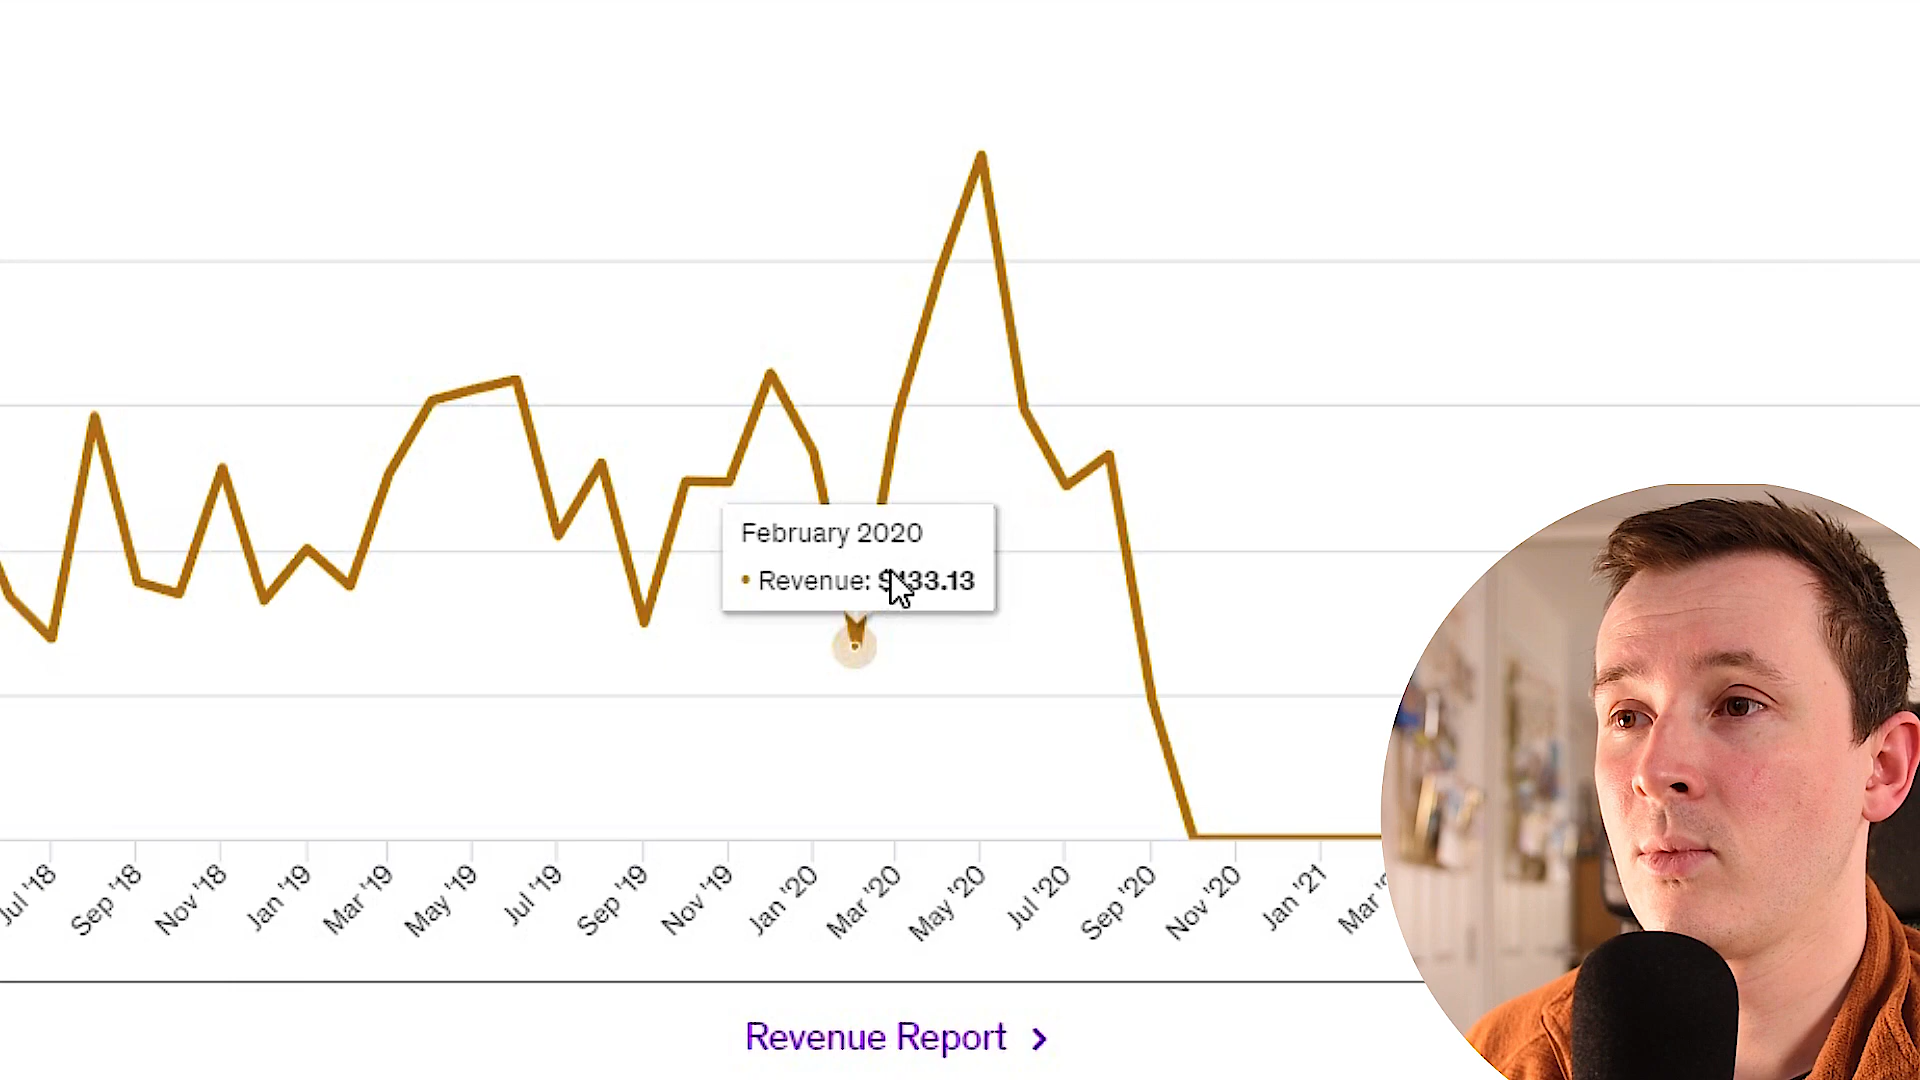 February 2020
• Revenue: $133.13
Jul '18
Sep '18
Nov '18
Jan '19
Mar '19
May '19
Jul '19
Sep '19
Nov '19
Jan '20
Mar '20
May '20
Jul '20
Sep '20
Nov '20
Jan '21
Mar
Revenue Report